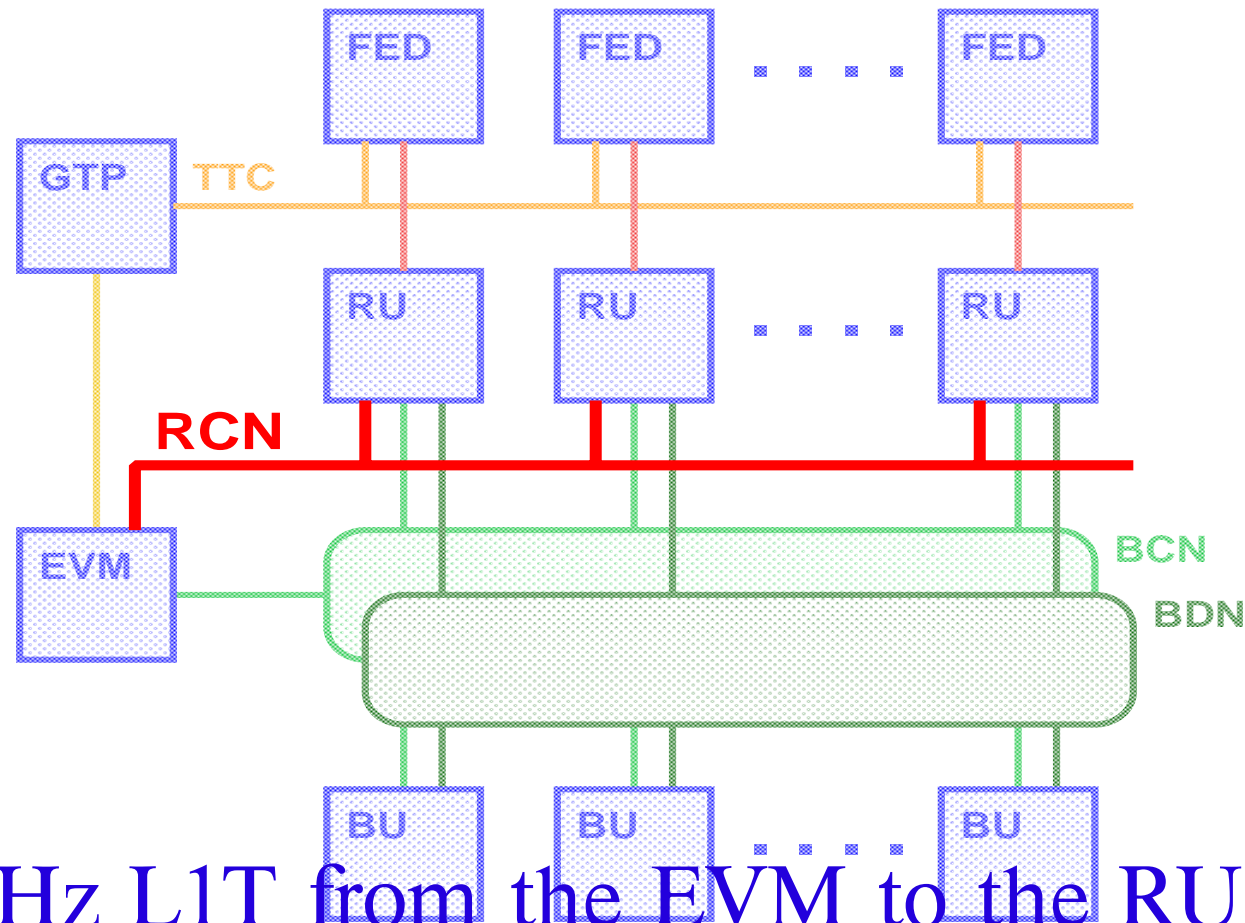 FED FED FED
GTP TTC
RU RU RU
RCN
BCN
EVM
BDN
BU BU BU
Hz L1T from the EVM to the RU